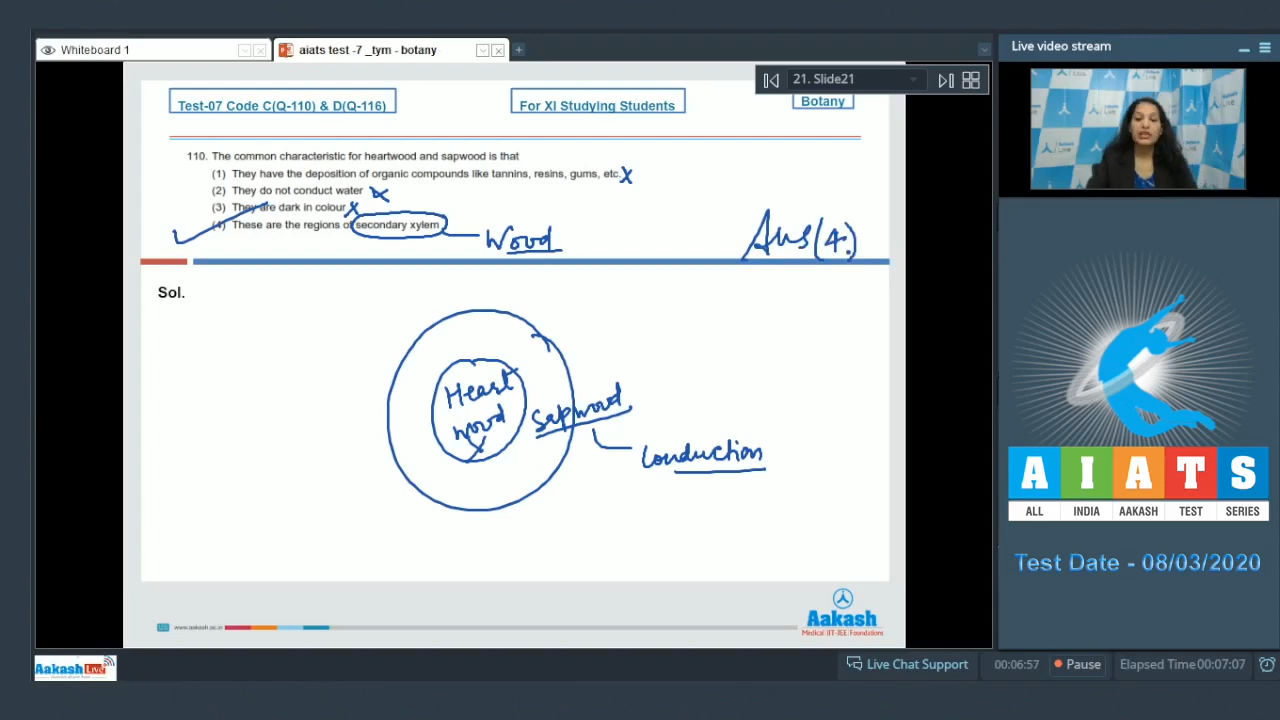 Whiteboard 1
aiats test -7 _tym - botany
Live video stream
21. Slide21
Test-07 Code C(Q-110) & D(Q-116)
For XI Studying Students
Botany
110. The common characteristic for heartwood and sapwood is that
(1) They have the deposition of organic compounds like tannins, resins, gums, etc. x
(2) They do not conduct water x
(3) They are dark in colour x
(4) These are the regions of secondary xylem
Wood
Ans (4.)
Sol.
Heart
wood
x
Sapwood
Conduction
A I A T S
ALL INDIA AAKASH TEST SERIES
Test Date - 08/03/2020
www.aakash.ac.in
Aakash
Medical|IIT-JEE|Foundations
Aakash Live
Live Chat Support
00:06:57
Pause
Elapsed Time 00:07:07